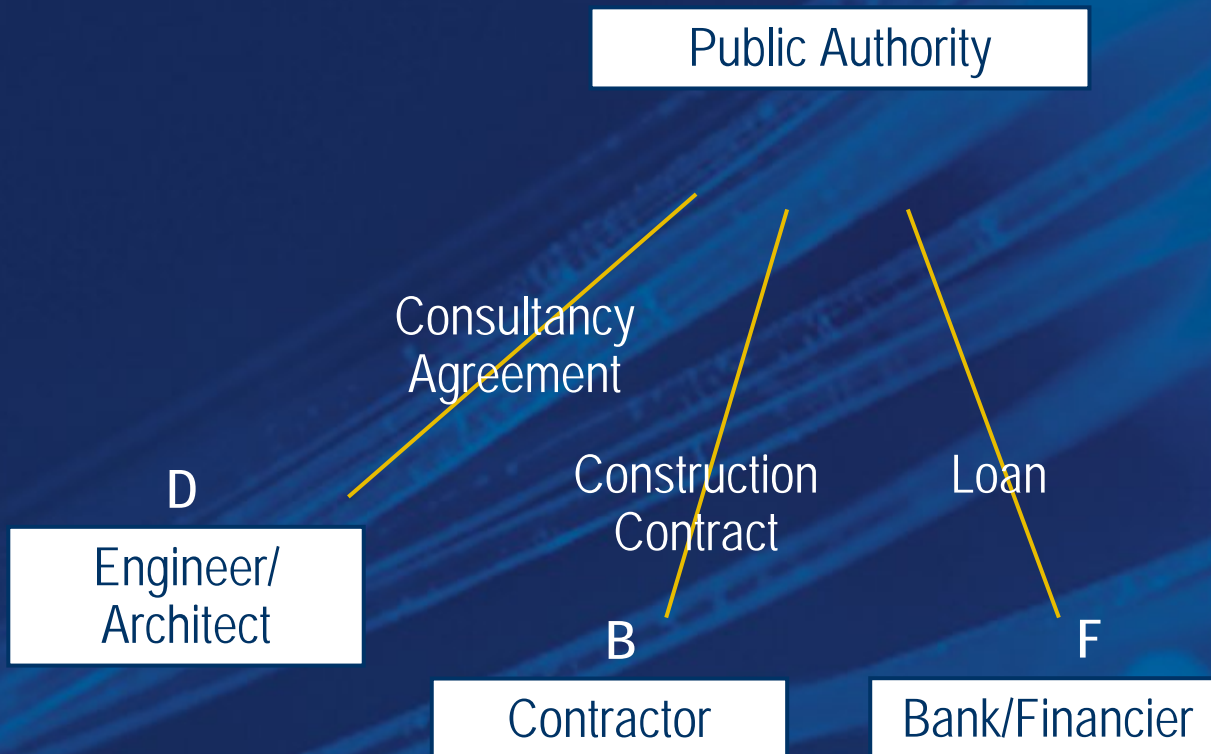 Public Authority
Consultancy
Agreement
D
Construction
Contract
Loan
Engineer/
Architect
B
F
Contractor
Bank/Financier